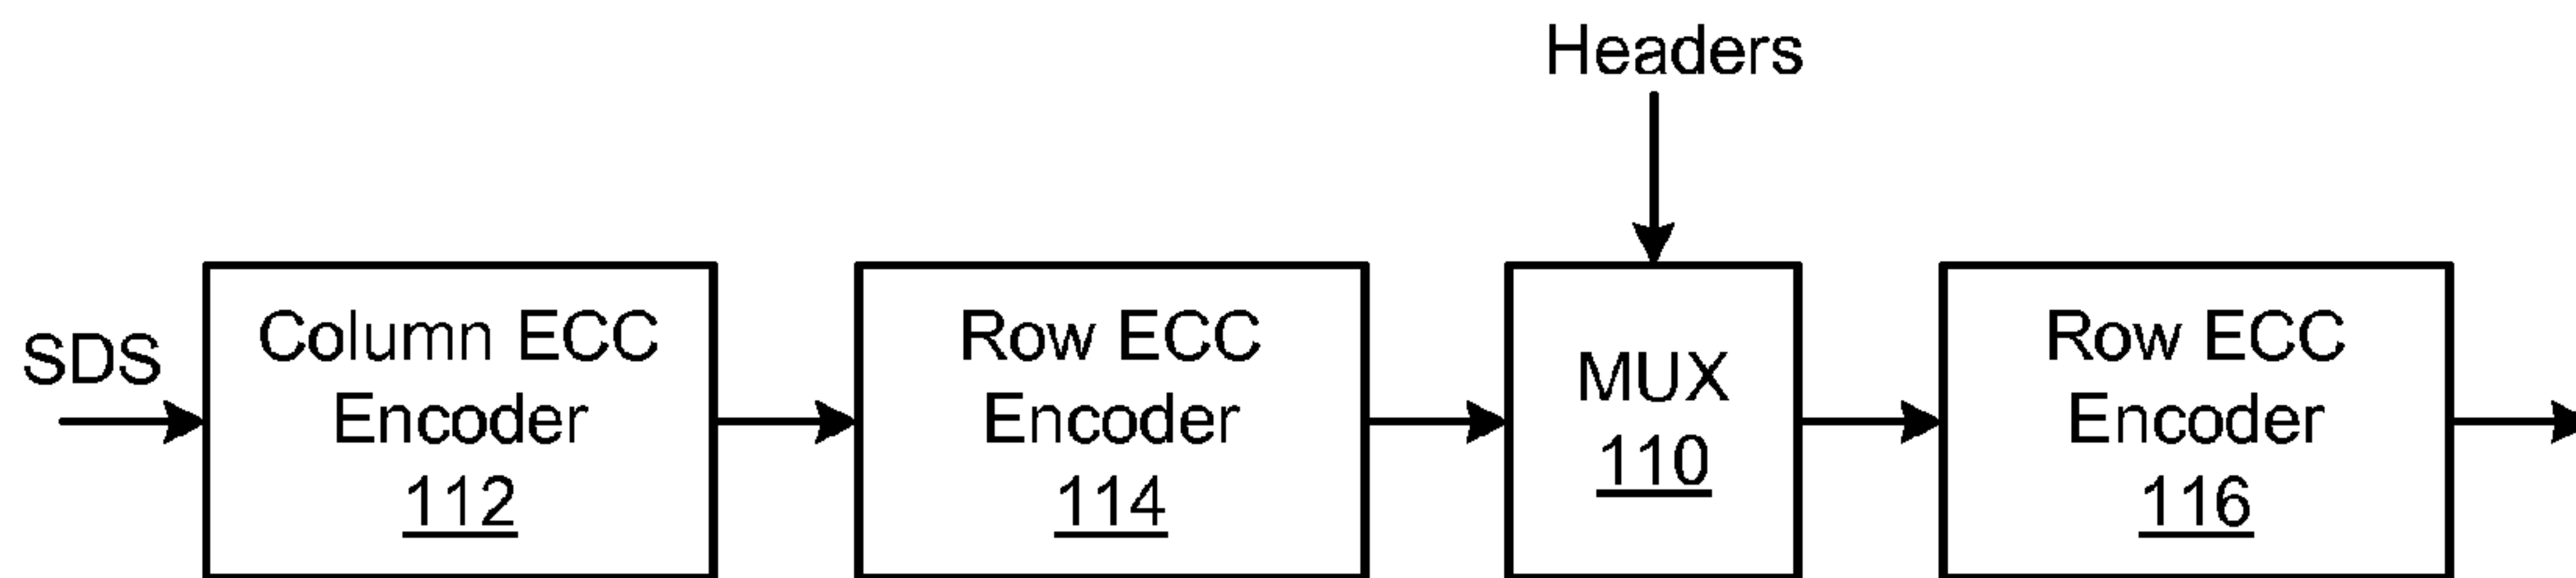 Headers
SDS
Column ECC
Encoder
112
Row ECC
Encoder
114
MUX
110
Row ECC
Encoder
116